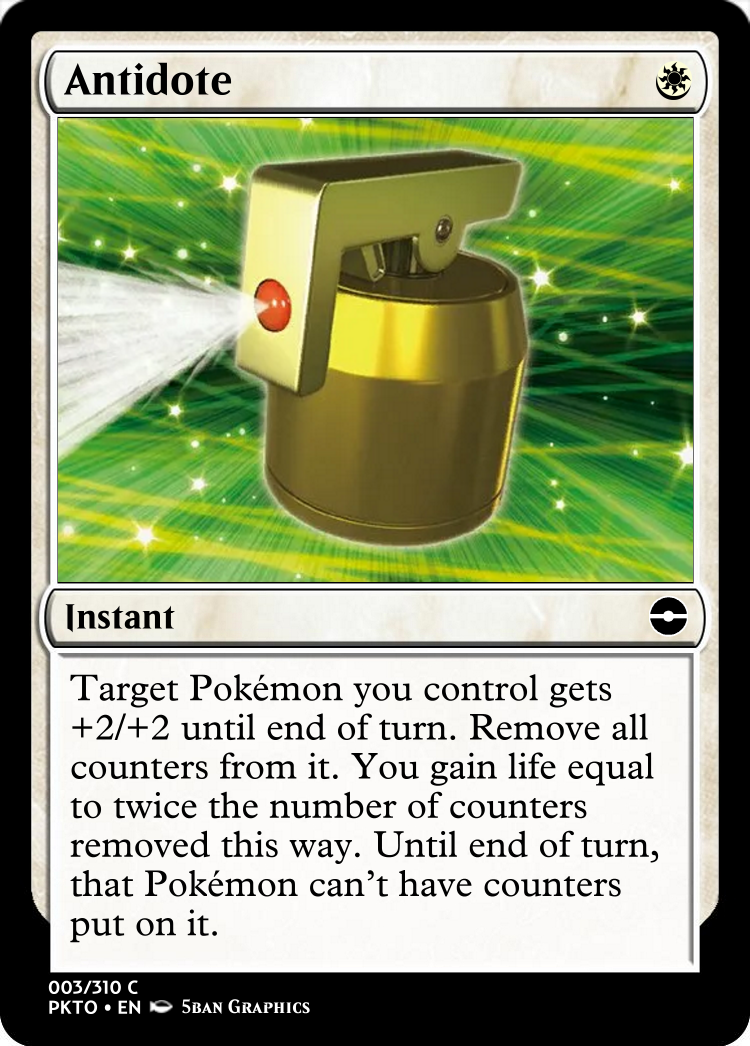 Antidote
Instant
Target Pokémon you control gets
+2/+2 until end of turn. Remove all
counters from it. You gain life equal
to twice the number of counters
removed this way. Until end of turn,
that Pokémon can't have counters
put on it.
003/310 C
PKTO • EN 5ban Graphics